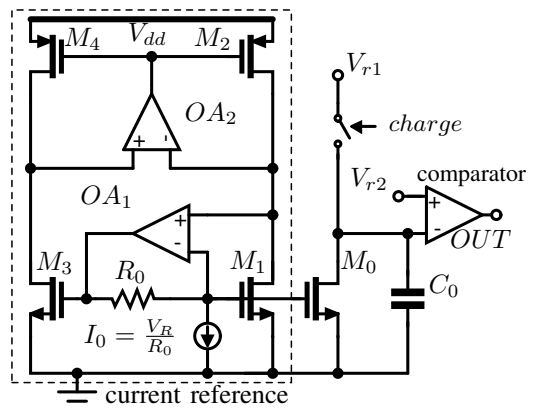 M4
Vdd
M2
OA2
+ -
Vr1
charge
OA1
Vr2
comparator
+
-
OUT
+
-
M3
R0
M1
M0
C0
I0 = VR/R0
current reference